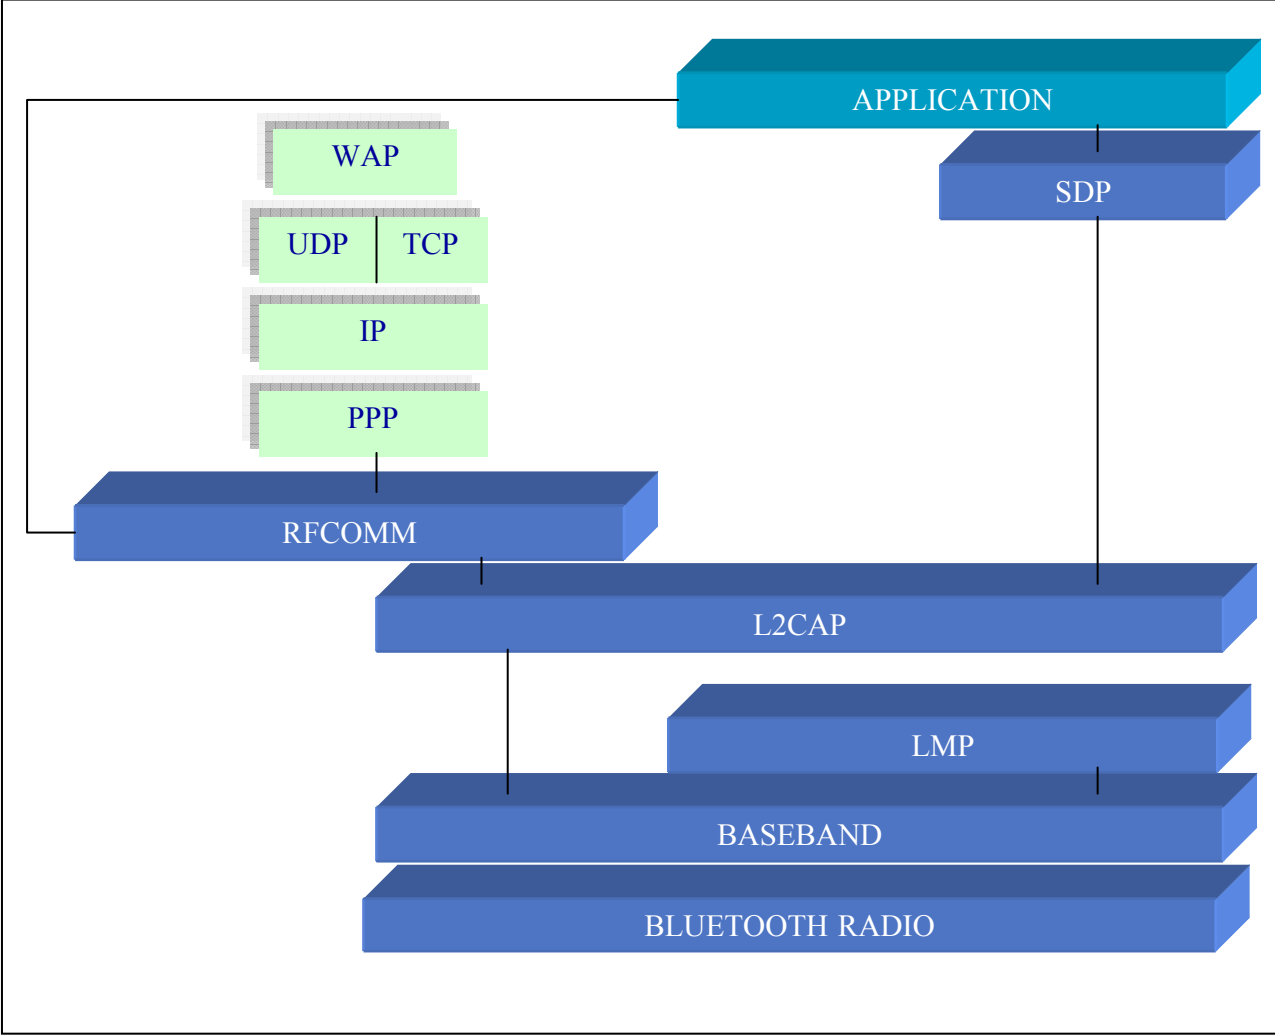 APPLICATION
WAP
SDP
UDP TCP
IP
PPP
RFCOMM
L2CAP
LMP
BASEBAND
BLUETOOTH RADIO